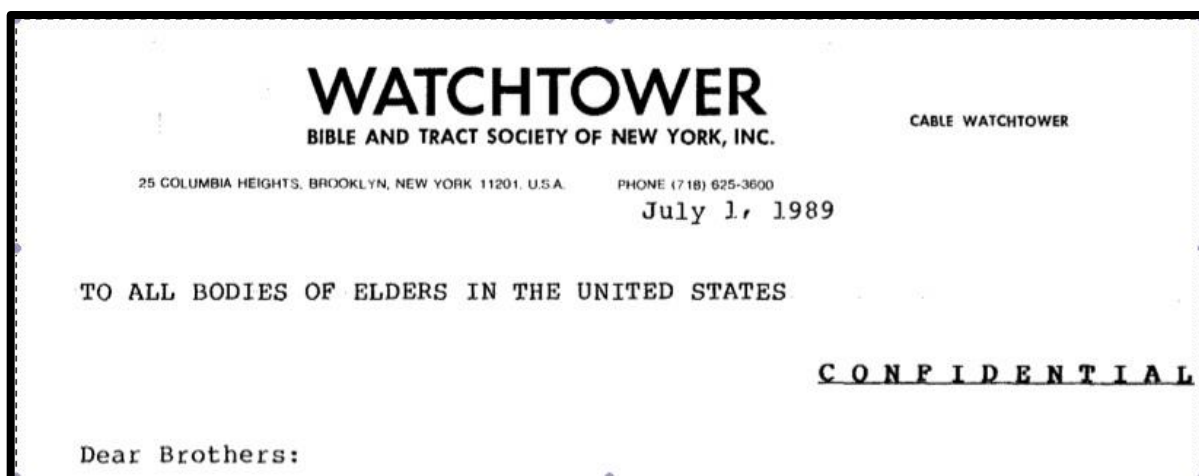 WATCHTOWER
BIBLE AND TRACT SOCIETY OF NEW YORK, INC.
CABLE WATCHTOWER
25 COLUMBIA HEIGHTS, BROOKLYN, NEW YORK 11201, U.S.A. PHONE (718) 625-3600
July 1, 1989
TO ALL BODIES OF ELDERS IN THE UNITED STATES
CONFIDENTIAL
Dear Brothers: